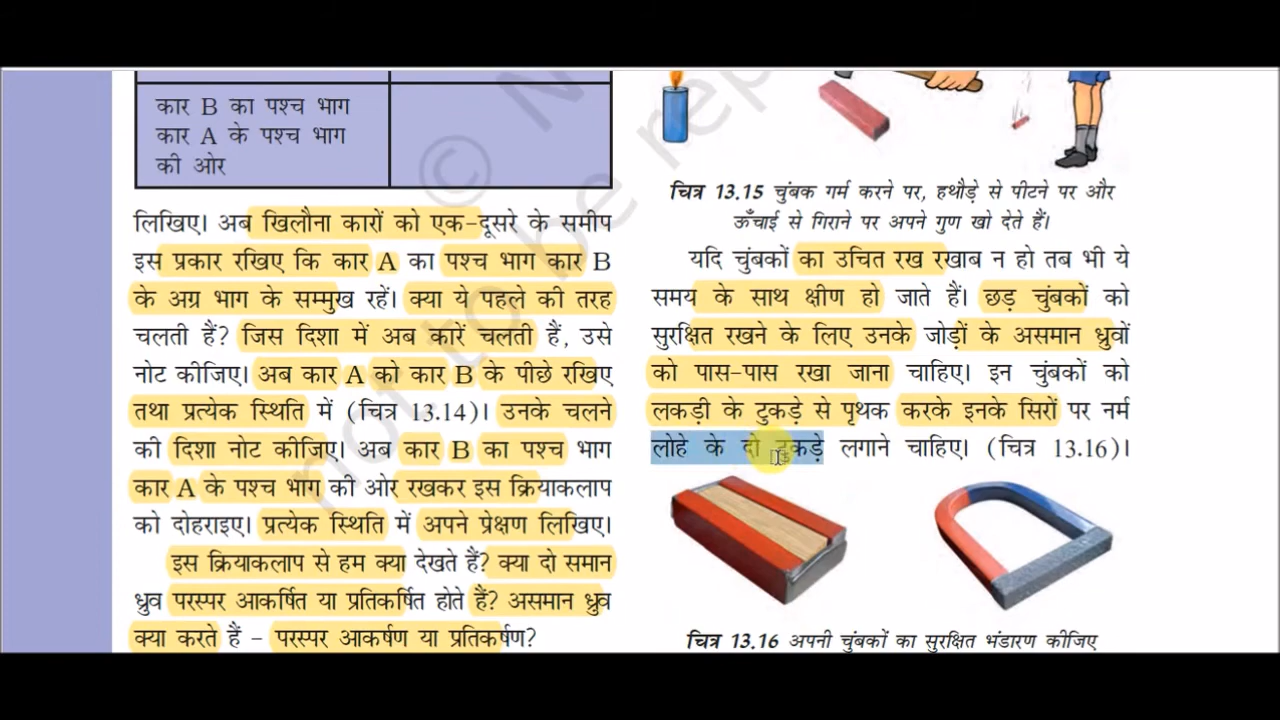 कार B का पश्च भाग
कार A के पश्च भाग
की ओर
लिखिए। अब खिलौना कारों को एक-दूसरे के समीप
इस प्रकार रखिए कि कार A का पश्च भाग कार B
के अग्र भाग के सम्मुख रहें। क्या ये पहले की तरह
चलती हैं? जिस दिशा में अब कारें चलती हैं, उसे
नोट कीजिए। अब कार A को कार B के पीछे रखिए
तथा प्रत्येक स्थिति में (चित्र 13.14)। उनके चलने
की दिशा नोट कीजिए। अब कार B का पश्च भाग
कार A के पश्च भाग की ओर रखकर इस क्रियाकलाप
को दोहराइए। प्रत्येक स्थिति में अपने प्रेक्षण लिखिए।
इस क्रियाकलाप से हम क्या देखते हैं? क्या दो समान
ध्रुव परस्पर आकर्षित या प्रतिकर्षित होते हैं? असमान ध्रुव
क्या करते हैं – परस्पर आकर्षण या प्रतिकर्षण?
चित्र 13.15 चुंबक गर्म करने पर, हथौड़े से पीटने पर और
ऊँचाई से गिराने पर अपने गुण खो देते हैं।
यदि चुंबकों का उचित रख रखाब न हो तब भी ये
समय के साथ क्षीण हो जाते हैं। छड़ चुंबकों को
सुरक्षित रखने के लिए उनके जोड़ों के असमान ध्रुवों
को पास-पास रखा जाना चाहिए। इन चुंबकों को
लकड़ी के टुकड़े से पृथक करके इनके सिरों पर नर्म
लोहे के दो टुकड़े लगाने चाहिए। (चित्र 13.16)।
चित्र 13.16 अपनी चुंबकों का सुरक्षित भंडारण कीजिए
not to be rep
© N